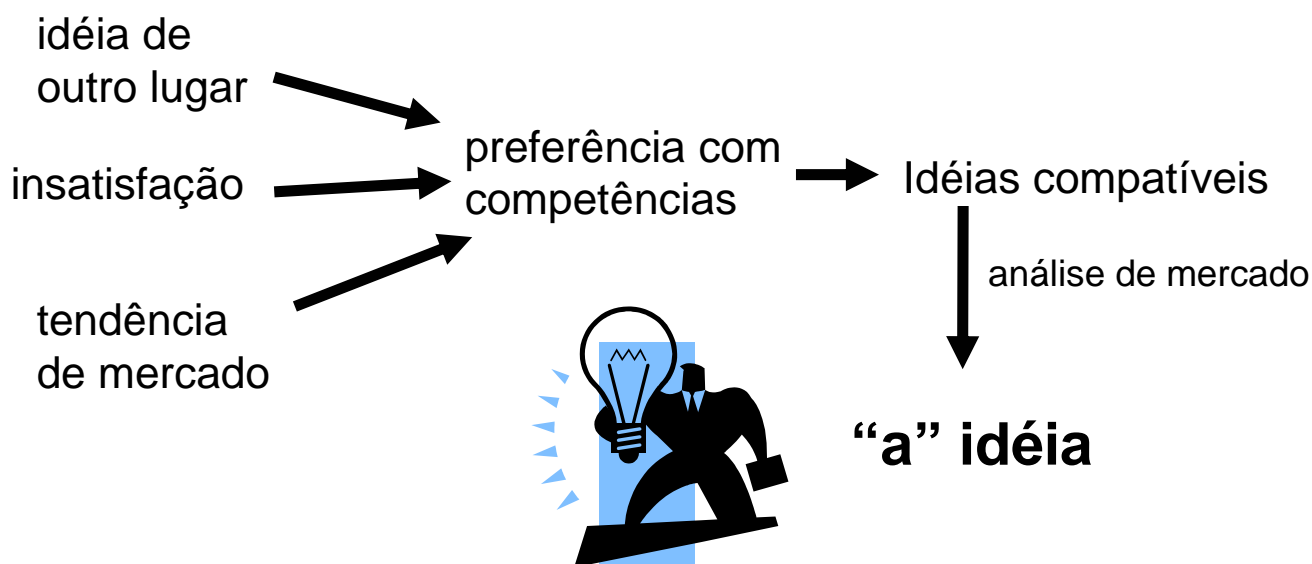 idéia de
outro lugar
insatisfação
tendência
de mercado
preferência com
competências
Idéias compatíveis
análise de mercado
“a” idéia